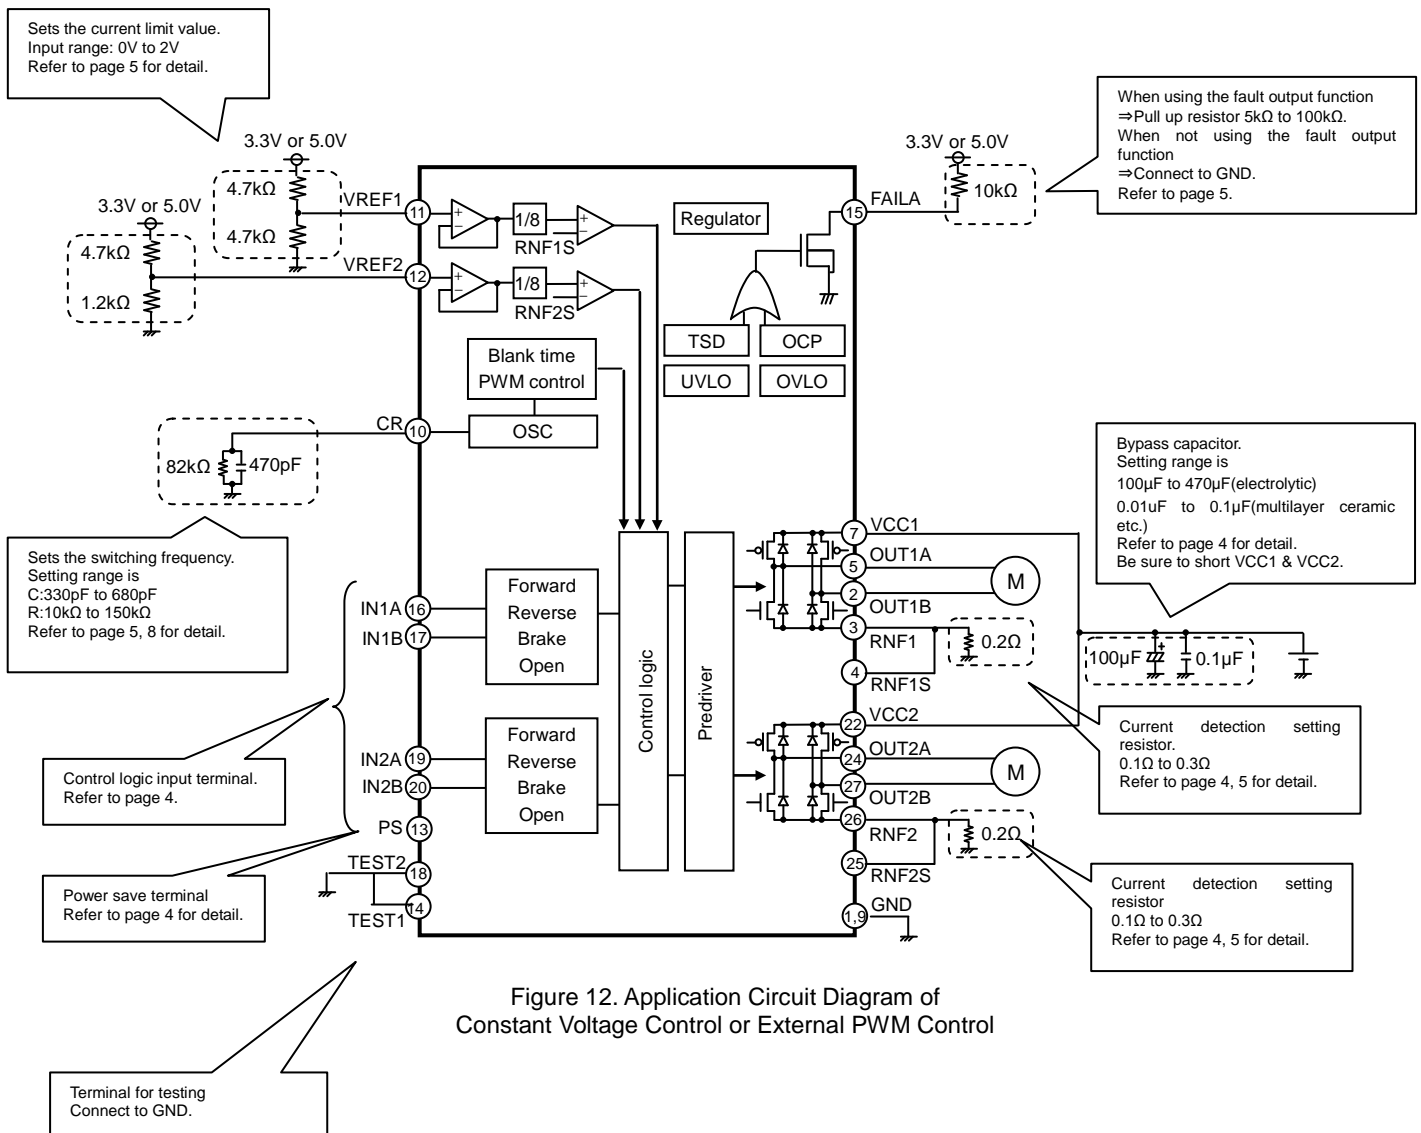 Sets the current limit value.
Input range: 0V to 2V
Refer to page 5 for detail.
When using the fault output function
⇒Pull up resistor 5kΩ to 100kΩ.
When not using the fault output
function
⇒Connect to GND.
Refer to page 5.
3.3V or 5.0V
4.7kΩ
4.7kΩ
VREF1
11
3.3V or 5.0V
4.7kΩ
1.2kΩ
VREF2
12
+
−
1/8
+
−
RNF1S
+
−
1/8
+
−
RNF2S
Regulator
3.3V or 5.0V
10kΩ
15
FAILA
TSD
OCP
UVLO
OVLO
Blank time
PWM control
OSC
CR
10
82kΩ
470pF
Sets the switching frequency.
Setting range is
C:330pF to 680pF
R:10kΩ to 150kΩ
Refer to page 5, 8 for detail.
Bypass capacitor.
Setting range is
100μF to 470μF(electrolytic)
0.01uF to 0.1μF(multilayer ceramic
etc.)
Refer to page 4 for detail.
Be sure to short VCC1 & VCC2.
IN1A
16
IN1B
17
Forward
Reverse
Brake
Open
IN2A
19
IN2B
20
Forward
Reverse
Brake
Open
Control logic
Predriver
7
VCC1
5
OUT1A
M
2
OUT1B
3
RNF1
0.2Ω
4
RNF1S
100μF
+
0.1μF
22
VCC2
24
OUT2A
M
27
OUT2B
26
RNF2
0.2Ω
25
RNF2S
1,9
GND
Control logic input terminal.
Refer to page 4.
PS
13
Power save terminal
Refer to page 4 for detail.
TEST2
18
14
TEST1
Current detection setting
resistor.
0.1Ω to 0.3Ω
Refer to page 4, 5 for detail.
Current detection setting
resistor
0.1Ω to 0.3Ω
Refer to page 4, 5 for detail.
Figure 12. Application Circuit Diagram of
Constant Voltage Control or External PWM Control
Terminal for testing
Connect to GND.